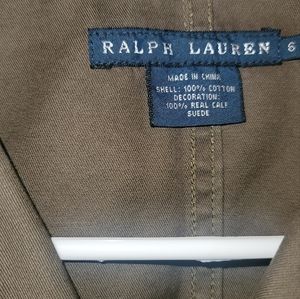 RALPH LAUREN 6
MADE IN CHINA
SHELL: 100% COTTON
DECORATION:
100% REAL CALF
SUEDE